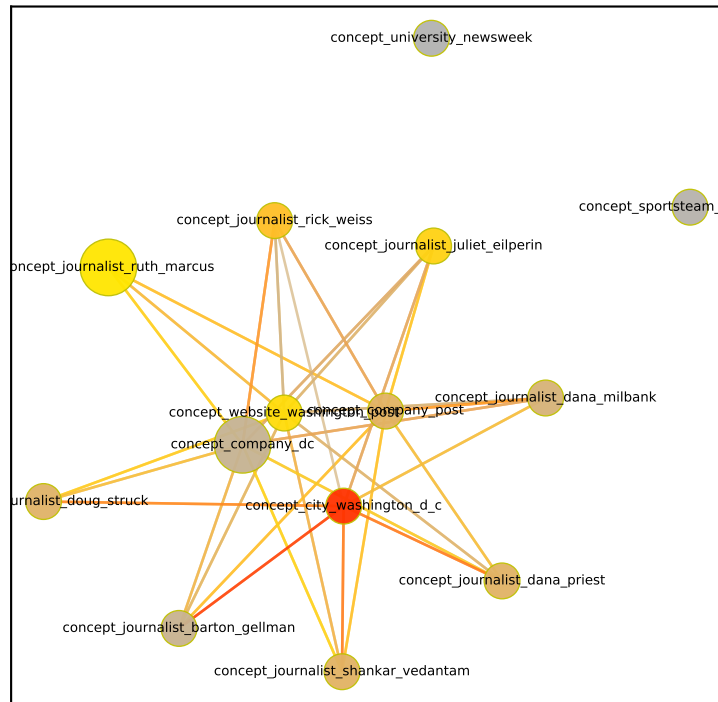 concept_university_newsweek
concept_sportsteam_
concept_journalist_rick_weiss
concept_journalist_juliet_eilperin
oncept_journalist_ruth_marcus
concept_journalist_dana_milbank
concept_website_washington_post
concept_company_post
concept_company_dc
urnalist_doug_struck
concept_city_washington_d_c
concept_journalist_dana_priest
concept_journalist_barton_gellman
concept_journalist_shankar_vedantam